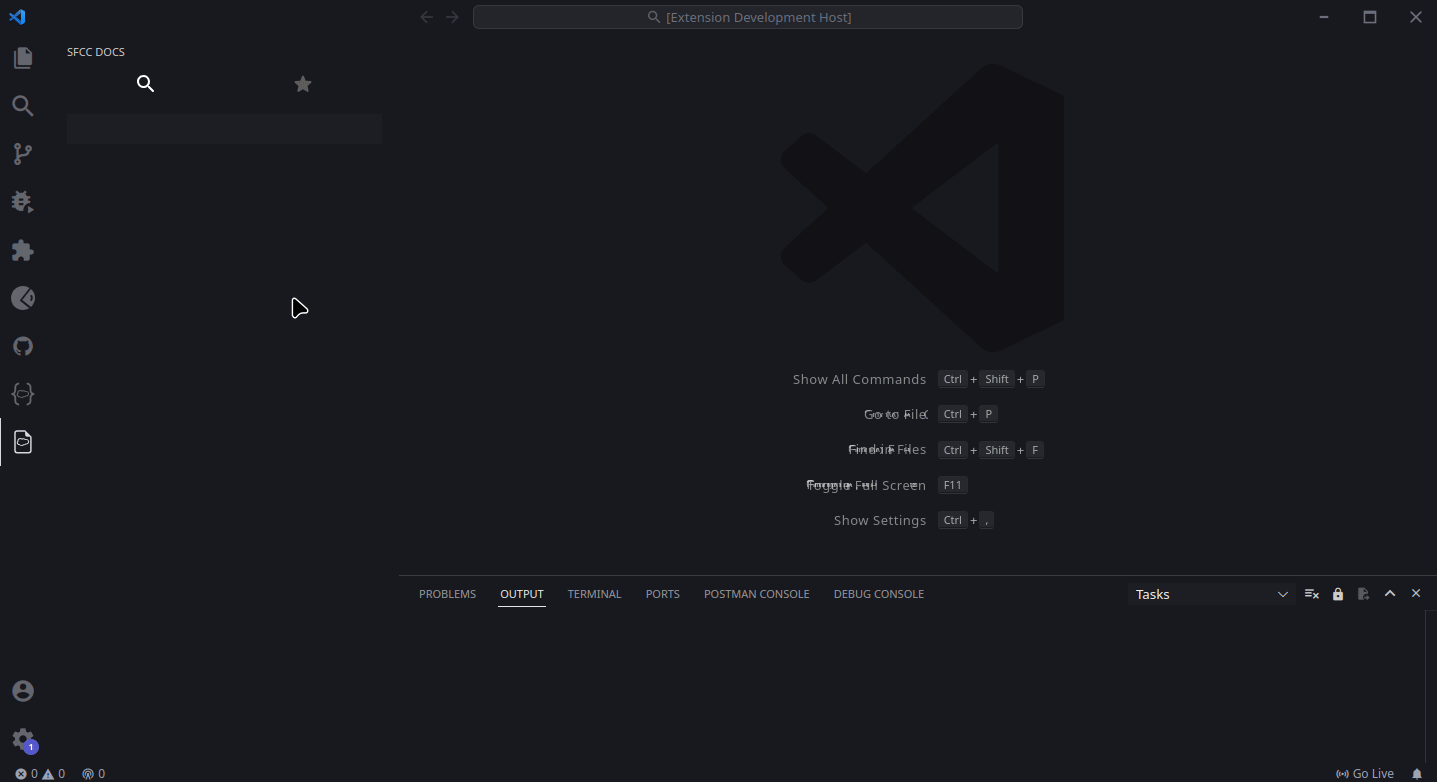 [Extension Development Host]
SFCC DOCS
Show All Commands Ctrl + Shift + P
Go to File Ctrl + P
Find in Files Ctrl + Shift + F
Toggle Full Screen F11
Show Settings Ctrl + ,
PROBLEMS OUTPUT TERMINAL PORTS POSTMAN CONSOLE DEBUG CONSOLE Tasks
1
0 0 0 Go Live